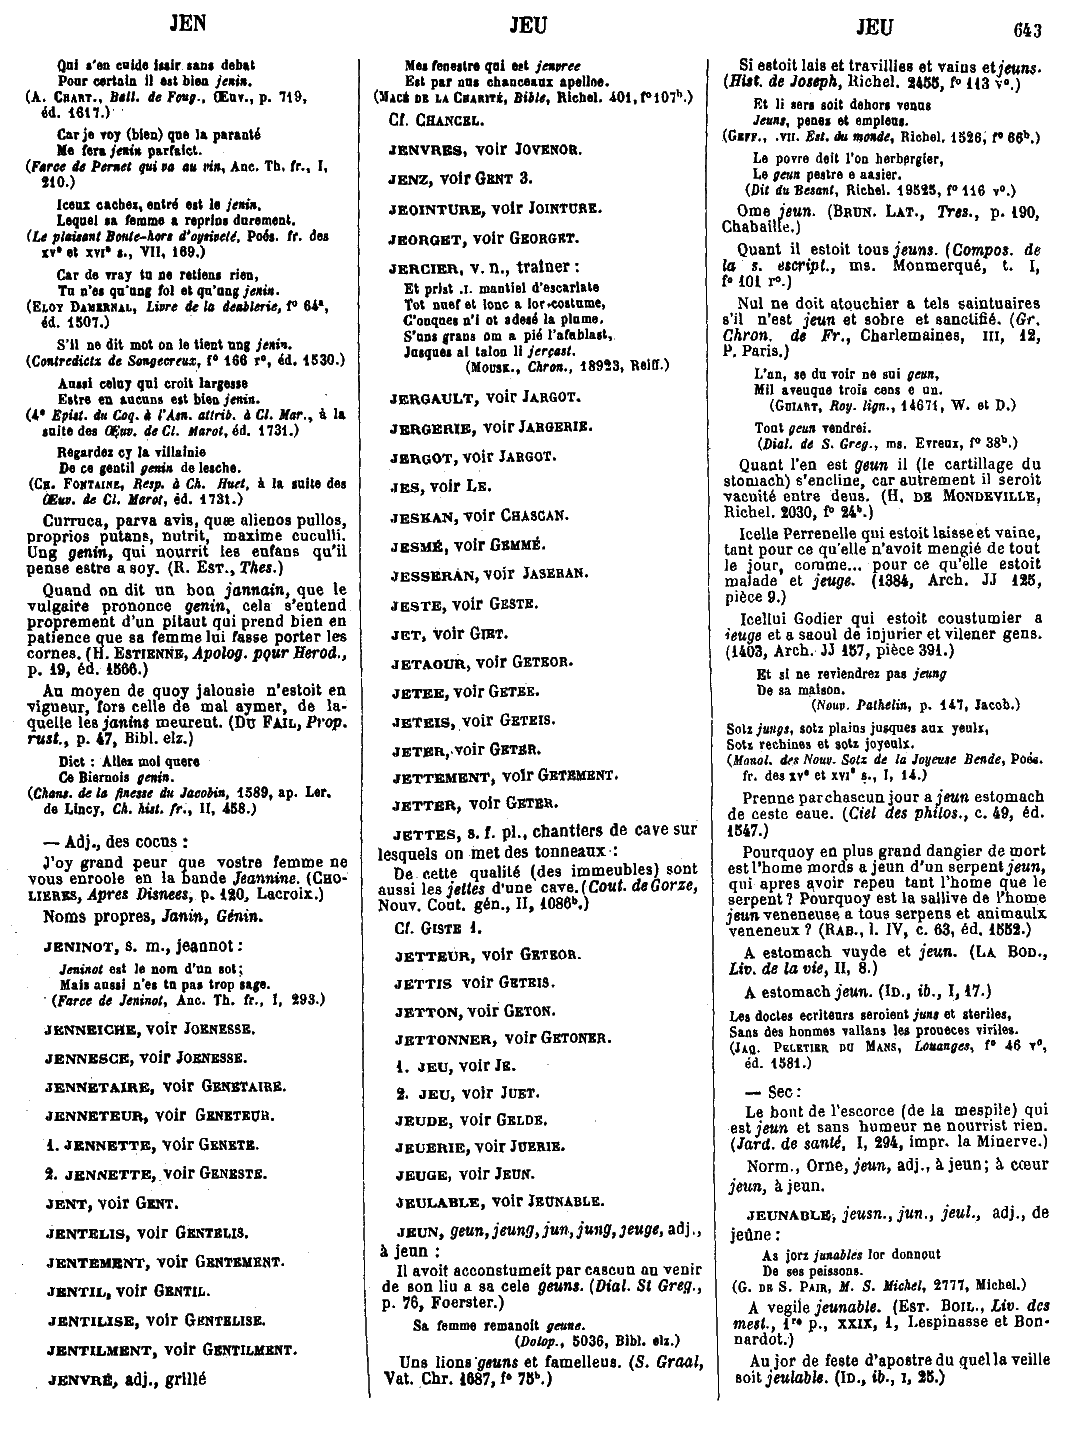 JEN
JEU
JEU
643
Qui s'en cuide issir sans debat
Pour certain il est bien jenin.
(A. CHART., Ball. de Foug., Œuv., p. 719,
éd. 1617.)
Car je voy (bien) que la paranté
Me fera jenin parfaict.
(Farce de Pernet qui va au vin, Anc. Th. fr., I,
210.)
Iceux cachez, entré est le jenin,
Lequel sa femme a reprins durement.
(Le plaisant Boute-hors d'oysiveté, Poés. fr. des
xvᵉ et xviᵉ s., VII, 169.)
Car de vray tu ne retiens rien,
Tu n'es qu'ung fol et qu'ung jenin.
(ELOY DAMERNAL, Livre de la deablerie, fº 64ᵃ,
éd. 1507.)
S'il ne dit mot on le tient ung jenin.
(Contredictz de Songecreux, fº 166 rº, éd. 1530.)
Aussi celuy qui croit largesse
Estre en aucuns est bien jenin.
(4ᵉ Epist. du Coq. à l'Asn. attrib. à Cl. Mar., à la
suite des Œuv. de Cl. Marot, éd. 1731.)
Regardez cy la villainie
De ce gentil genin de lesche.
(CH. FONTAINE, Resp. à Ch. Huet, à la suite des
Œuv. de Cl. Marot, éd. 1731.)
Curruca, parva avis, quæ alienos pullos,
proprios putans, nutrit, maxime cuculli.
Ung genin, qui nourrit les enfans qu'il
pense estre a soy. (R. EST., Thes.)
Quand on dit un bon jannain, que le
vulgaire prononce genin, cela s'entend
proprement d'un pitaut qui prend bien en
patience que sa femme lui fasse porter les
cornes. (H. ESTIENNE, Apolog. pour Herod.,
p. 19, éd. 1566.)
Au moyen de quoy jalousie n'estoit en
vigueur, fors celle de mal aymer, de la-
quelle les janins meurent. (DU FAIL, Prop.
rust., p. 47, Bibl. elz.)
Dict : Allez moi quere
Ce Biernois genin.
(Chans. de la finesse du Jacobin, 1589, ap. Ler.
de Lincy, Ch. hist. fr., II, 458.)
— Adj., des cocus :
J'oy grand peur que vostre femme ne
vous enroole en la bande Jeannine. (CHO-
LIERES, Apres Disnees, p. 120, Lacroix.)
Noms propres, Janin, Génin.
JENINOT, s. m., jeannot :
Jeninot est le nom d'un sot;
Mais aussi n'es tu pas trop sage.
(Farce de Jeninot, Anc. Th. fr., I, 293.)
JENNEICHE, voir JOENESSE.
JENNESCE, voir JOENESSE.
JENNETAIRE, voir GENETAIRE.
JENNETEUR, voir GENETEUR.
1. JENNETTE, voir GENETE.
2. JENNETTE, voir GENESTE.
JENT, voir GENT.
JENTELIS, voir GENTELIS.
JENTEMENT, voir GENTEMENT.
JENTIL, voir GENTIL.
JENTILISE, voir GENTELISE.
JENTILMENT, voir GENTILMENT.
JENVRÉ, adj., grillé
Mes fenestre qui est jenvree
Est par nus chanceaux apellee.
(MACÉ DE LA CHARITÉ, Bible, Richel. 401, fº 107ᵇ.)
Cf. CHANCEL.
JENVRES, voir JOVENOR.
JENZ, voir GENT 3.
JEOINTURE, voir JOINTURE.
JEORGET, voir GEORGET.
JERCIER, v. n., trainer :
Et prist .I. mantiel d'escarlate
Tot nuef et lonc a lor costume,
C'onques n'i ot adesé la plume.
S'uns grans om a pié l'afublast,
Jusques al talon li jerçast.
(MOUSK., Chron., 18923, Reiff.)
JERGAULT, voir JARGOT.
JERGERIE, voir JARGERIE.
JERGOT, voir JARGOT.
JES, voir LE.
JESKAN, voir CHASCAN.
JESMÉ, voir GEMMÉ.
JESSERAN, voir JASERAN.
JESTE, voir GESTE.
JET, voir GIET.
JETAOUR, voir GETEOR.
JETEE, voir GETEE.
JETEIS, voir GETEIS.
JETER, voir GETER.
JETTEMENT, voir GETEMENT.
JETTER, voir GETER.
JETTES, s. f. pl., chantiers de cave sur
lesquels on met des tonneaux :
De cette qualité (des immeubles) sont
aussi les jettes d'une cave. (Cout. de Gorze,
Nouv. Cout. gén., II, 1086ᵇ.)
Cf. GISTE 1.
JETTEUR, voir GETEOR.
JETTIS voir GETEIS.
JETTON, voir GETON.
JETTONNER, voir GETONER.
1. JEU, voir JE.
2. JEU, voir JUET.
JEUDE, voir GELDE.
JEUERIE, voir JUERIE.
JEUGE, voir JEUN.
JEULABLE, voir JEUNABLE.
JEUN, geun, jeung, jun, jung, jeuge, adj.,
à jeun :
Il avoit acconstumeit par cascun au venir
de son liu a sa cele geuns. (Dial. St Greg.,
p. 76, Foerster.)
Sa femme remanoit geune.
(Dolop., 5036, Bibl. elz.)
Uns lions geuns et famelleus. (S. Graal,
Vat. Chr. 1687, fº 75ᵇ.)
Si estoit lais et travillies et vains et jeuns.
(Hist. de Joseph, Richel. 2455, fº 113 vº.)
Et li sers soit dehors venus
Jeuns, penes et empleus.
(GEFF., .VII. Est. du monde, Richel. 1526, fº 66ᵇ.)
Le povre deit l'on herbergier,
Le geun pestre e aasier.
(Dit du Besant, Richel. 19525, fº 116 vº.)
Ome jeun. (BRUN. LAT., Tres., p. 190,
Chabaille.)
Quant il estoit tous jeuns. (Compos. de
la s. escript., ms. Monmerqué, t. I,
fº 101 rº.)
Nul ne doit atouchier a tels saintuaires
s'il n'est jeun et sobre et sanctifié. (Gr.
Chron. de Fr., Charlemaines, III, 12,
P. Paris.)
L'an, se du voir ne sui geun,
Mil aveuque trois cens e un.
(GUIART, Roy. lign., 14671, W. et D.)
Tout geun vendrei.
(Dial. de S. Greg., ms. Evreux, fº 38ᵇ.)
Quant l'en est geun il (le cartillage du
stomach) s'encline, car autrement il seroit
vacuité entre deus. (H. DE MONDEVILLE,
Richel. 2030, fº 24ᵇ.)
Icelle Perrenelle qui estoit laisse et vaine,
tant pour ce qu'elle n'avoit mengié de tout
le jour, comme... pour ce qu'elle estoit
malade et jeuge. (1384, Arch. JJ 125,
pièce 9.)
Icellui Godier qui estoit coustumier a
jeuge et a saoul de injurier et vilener gens.
(1403, Arch. JJ 157, pièce 391.)
Et si ne reviendrez pas jeung
De sa maison.
(Nouv. Pathelin, p. 147, Jacob.)
Sotz jungs, sotz plains jusques aux yeulx,
Sotz rechines et sotz joyeulx.
(Monol. des Nouv. Sotz de la Joyeuse Bende, Poés.
fr. des xvᵉ et xviᵉ s., I, 14.)
Prenne par chascun jour a jeun estomach
de ceste eaue. (Ciel des philos., c. 49, éd.
1547.)
Pourquoy en plus grand dangier de mort
est l'home mords a jeun d'un serpent jeun,
qui apres avoir repeu tant l'home que le
serpent ? Pourquoy est la sallive de l'home
jeun veneneuse a tous serpens et animaulx
veneneux ? (RAB., l. IV, c. 63, éd. 1552.)
A estomach vuyde et jeun. (LA BOD.,
Liv. de la vie, II, 8.)
A estomach jeun. (ID., ib., I, 17.)
Les doctes ecriteurs seroient juns et steriles,
Sans des hommes vallans les proueces viriles.
(JAQ. PELETIER DU MANS, Louanges, fº 46 vº,
éd. 1581.)
— Sec :
Le bout de l'escorce (de la mespile) qui
est jeun et sans humeur ne nourrist rien.
(Jard. de santé, I, 294, impr. la Minerve.)
Norm., Orne, jeun, adj., à jeun; à cœur
jeun, à jeun.
JEUNABLE, jeusn., jun., jeul., adj., de
jeûne :
As jorz junables lor donnout
De ses peissons.
(G. DE S. PAIR, M. S. Michel, 2777, Michel.)
A vegile jeunable. (EST. BOIL., Liv. des
mest., 1ʳᵉ p., XXIX, 1, Lespinasse et Bon-
nardot.)
Au jor de feste d'apostre du quel la veille
soit jeulable. (ID., ib., I, 25.)